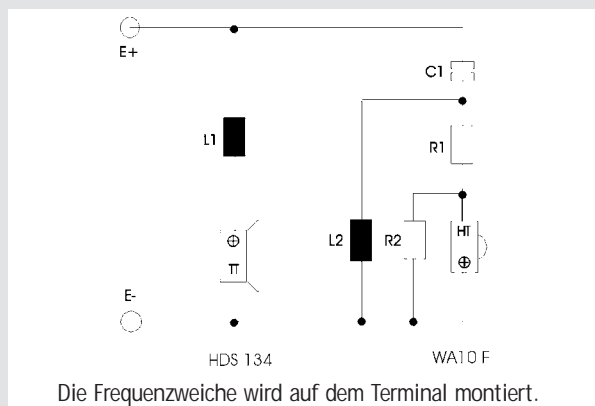 E+
C1
L1
R1
L2
R2
HT
TT
E-
HDS 134
WA10 F
Die Frequenzweiche wird auf dem Terminal montiert.